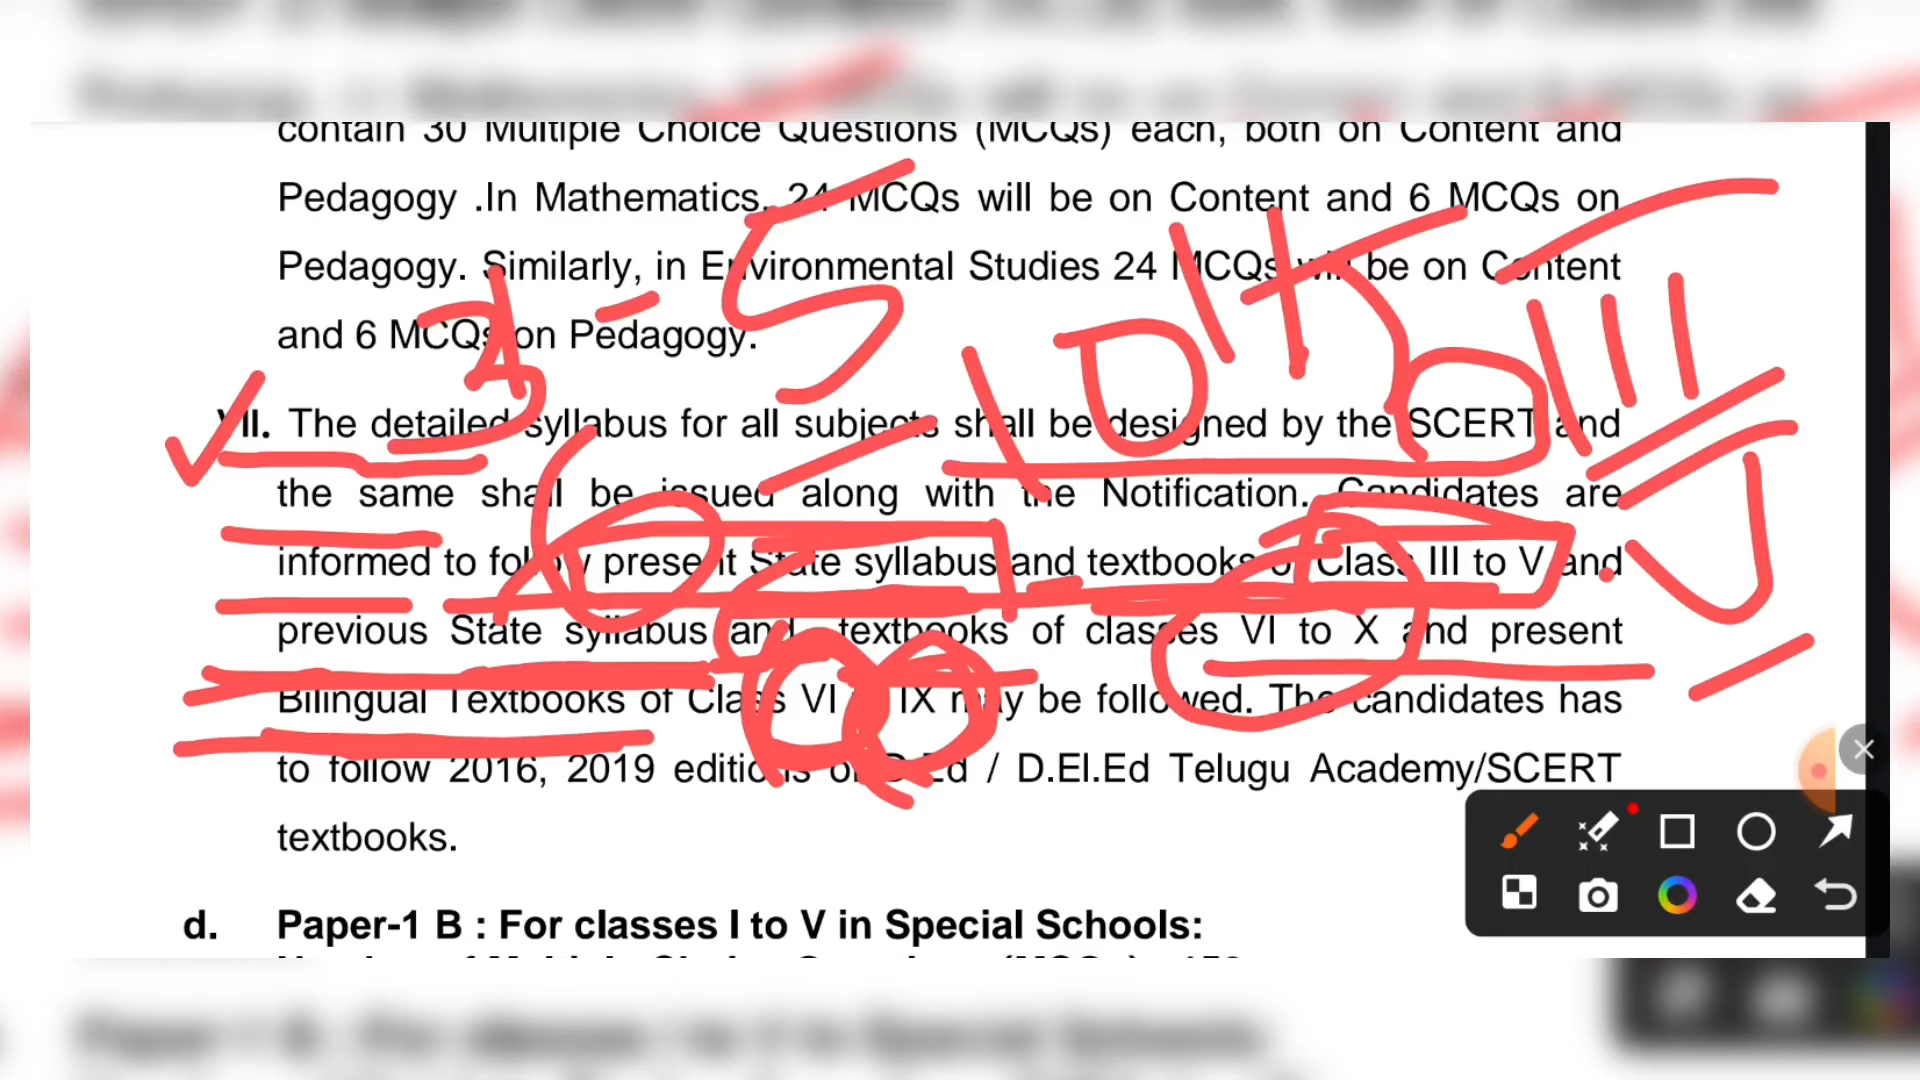 contain 30 Multiple Choice Questions (MCQs) each, both on Content and
Pedagogy .In Mathematics, 24 MCQs will be on Content and 6 MCQs on
Pedagogy. Similarly, in Environmental Studies 24 MCQs will be on Content
and 6 MCQs on Pedagogy.
VII. The detailed syllabus for all subjects shall be designed by the SCERT and
the same shall be issued along with the Notification. Candidates are
informed to follow present State syllabus and textbooks of Class III to V and
previous State syllabus and textbooks of classes VI to X and present
Bilingual Textbooks of Class VI IX may be followed. The candidates has
to follow 2016, 2019 editions of D.Ed / D.El.Ed Telugu Academy/SCERT
textbooks.
d. Paper-1 B : For classes I to V in Special Schools:
3 - 5
10th
III
6 -